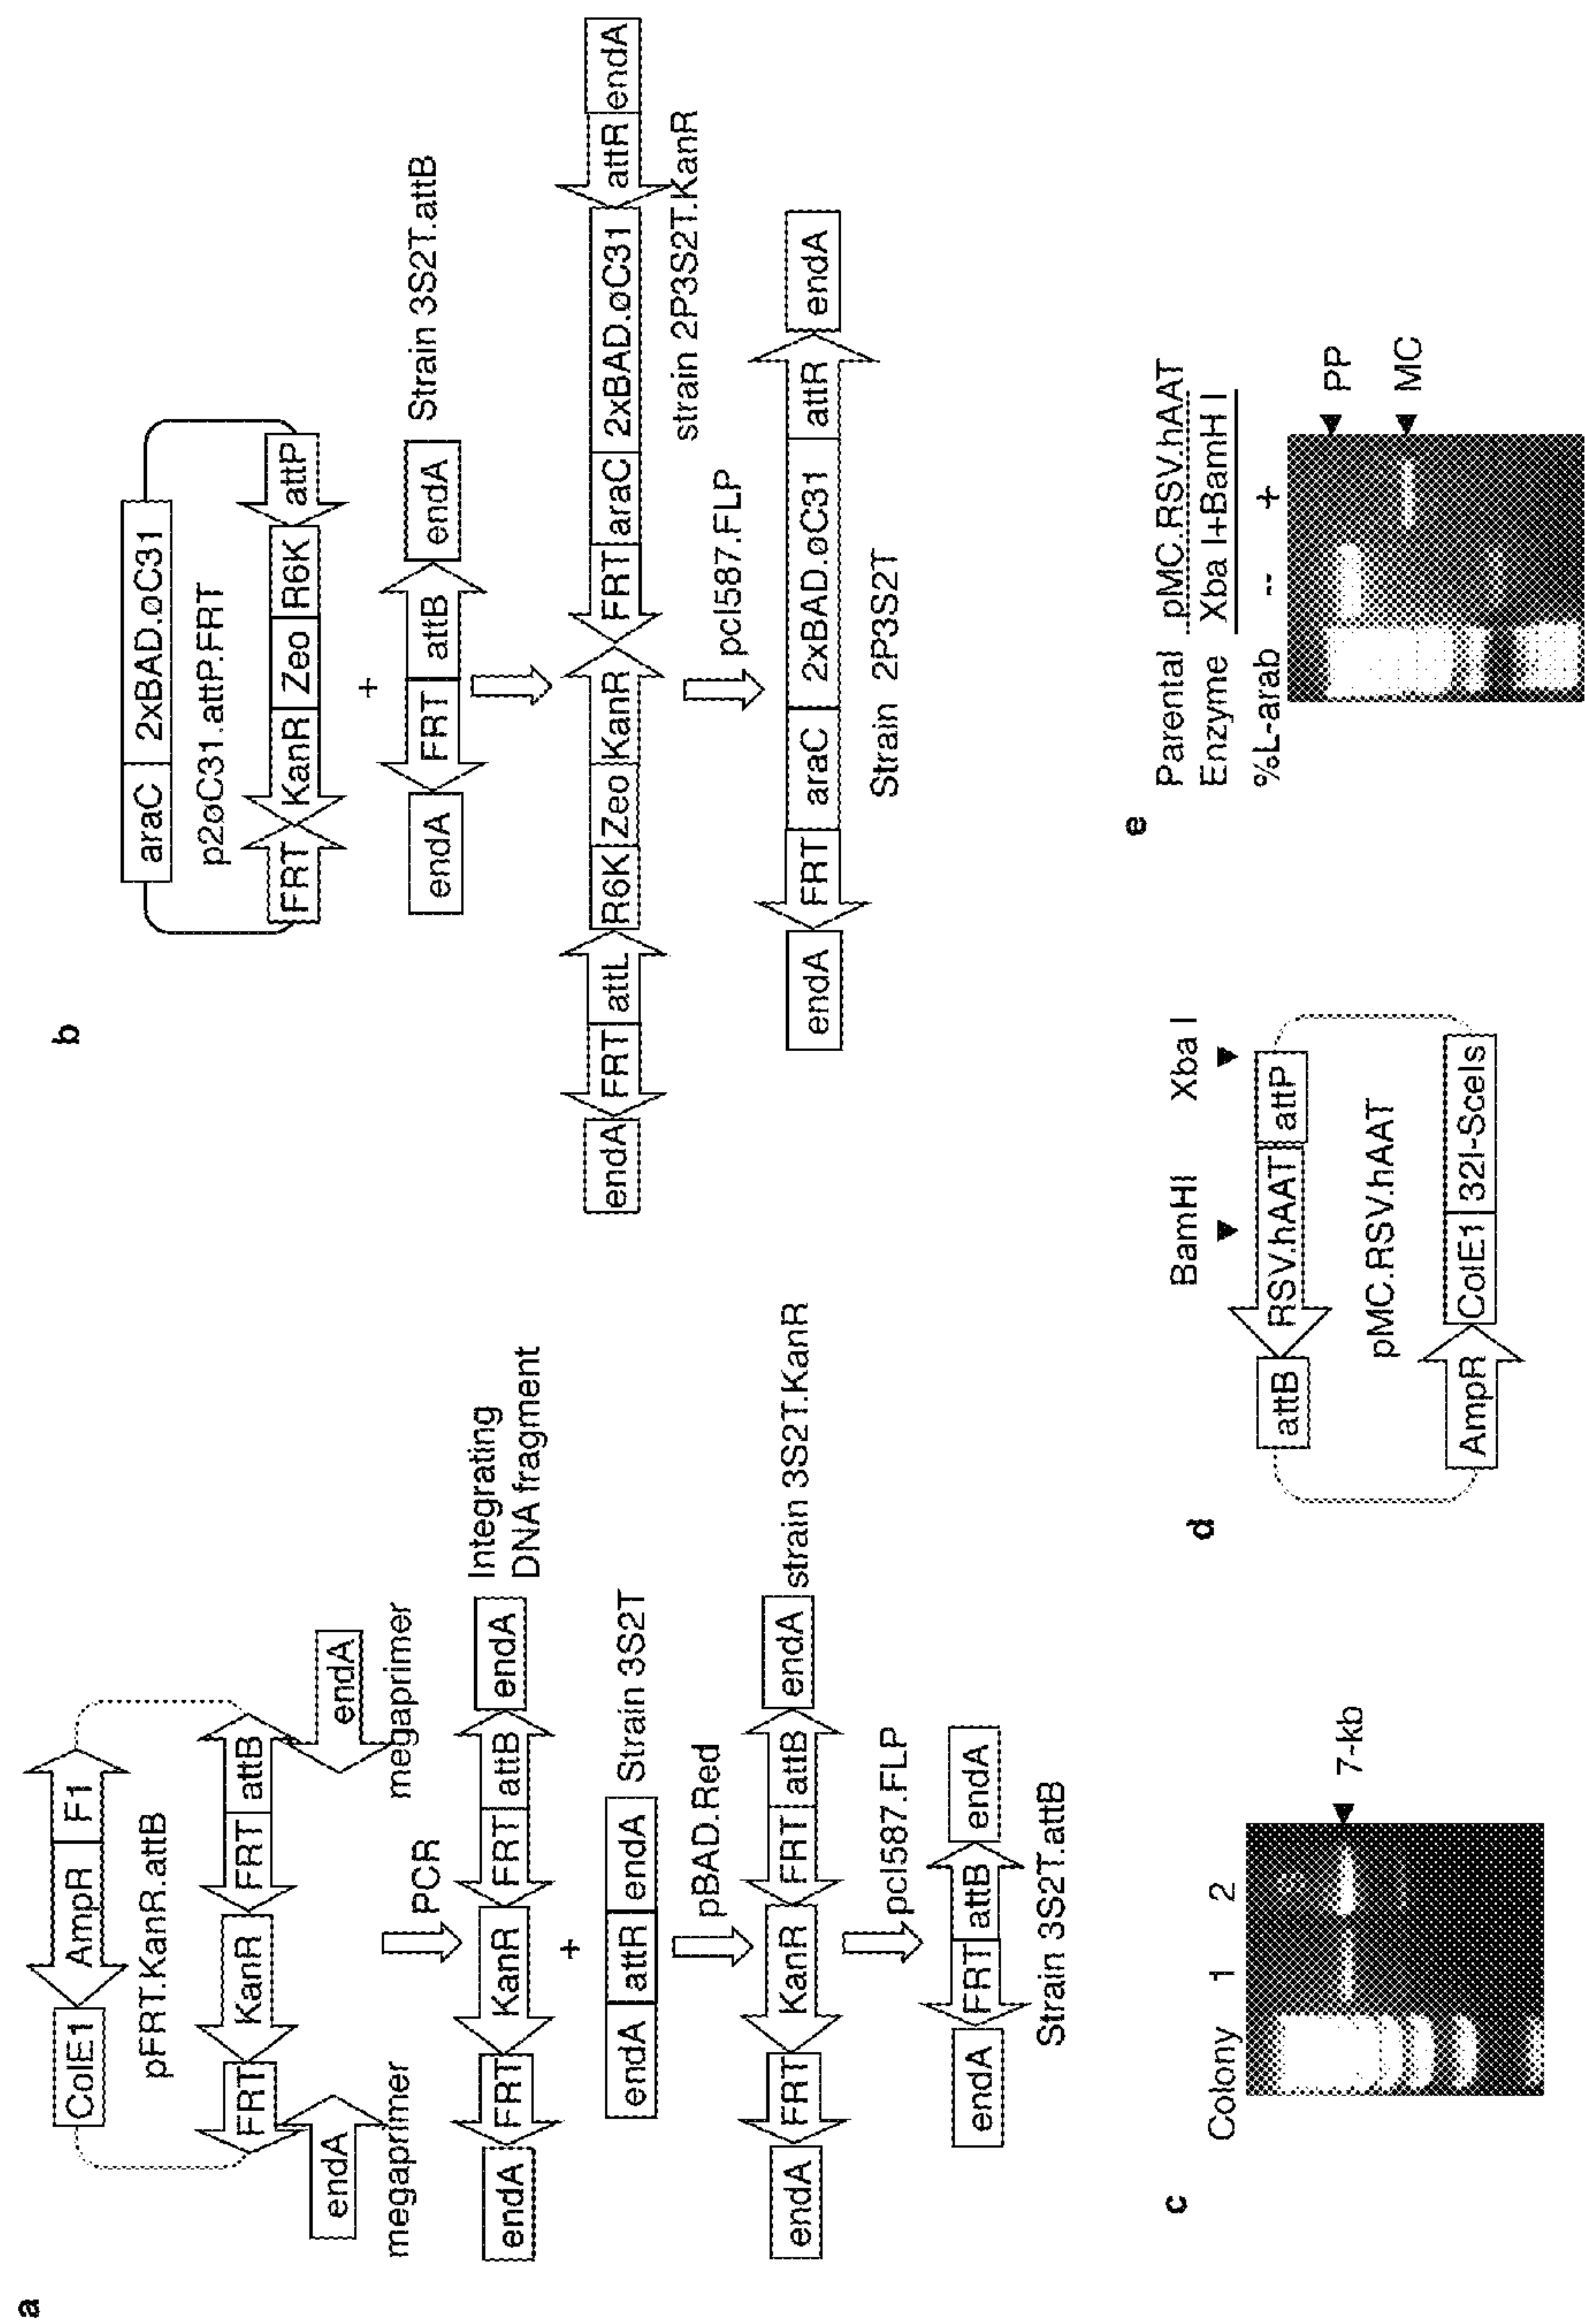 a
ColE1 AmpR F1
pFRT.KanR.attB
FRT KanR FRT attB
endA endA
megaprimer megaprimer
PCR
endA FRT KanR FRT attB endA
Integrating
DNA fragment
+
endA attR endA Strain 3S2T
pBAD.Red
endA FRT KanR FRT attB endA strain 3S2T.KanR
pcI587.FLP
endA FRT attB endA
Strain 3S2T.attB
b
araC 2xBAD.øC31
p2øC31.attP.FRT
FRT KanR Zeo R6K attP
+
endA FRT attB endA Strain 3S2T.attB
endA FRT attL R6K Zeo KanR FRT araC 2xBAD.øC31 attR endA
strain 2P3S2T.KanR
pcI587.FLP
endA FRT araC 2xBAD.øC31 attR endA
Strain 2P3S2T
c
Colony 1 2
7-kb
d
BamHI Xba I
attB RSV.hAAT attP
pMC.RSV.hAAT
AmpR ColE1 32I-SceIs
e
Parental pMC.RSV.hAAT
Enzyme Xba I+BamH I
%L-arab -- +
PP
MC